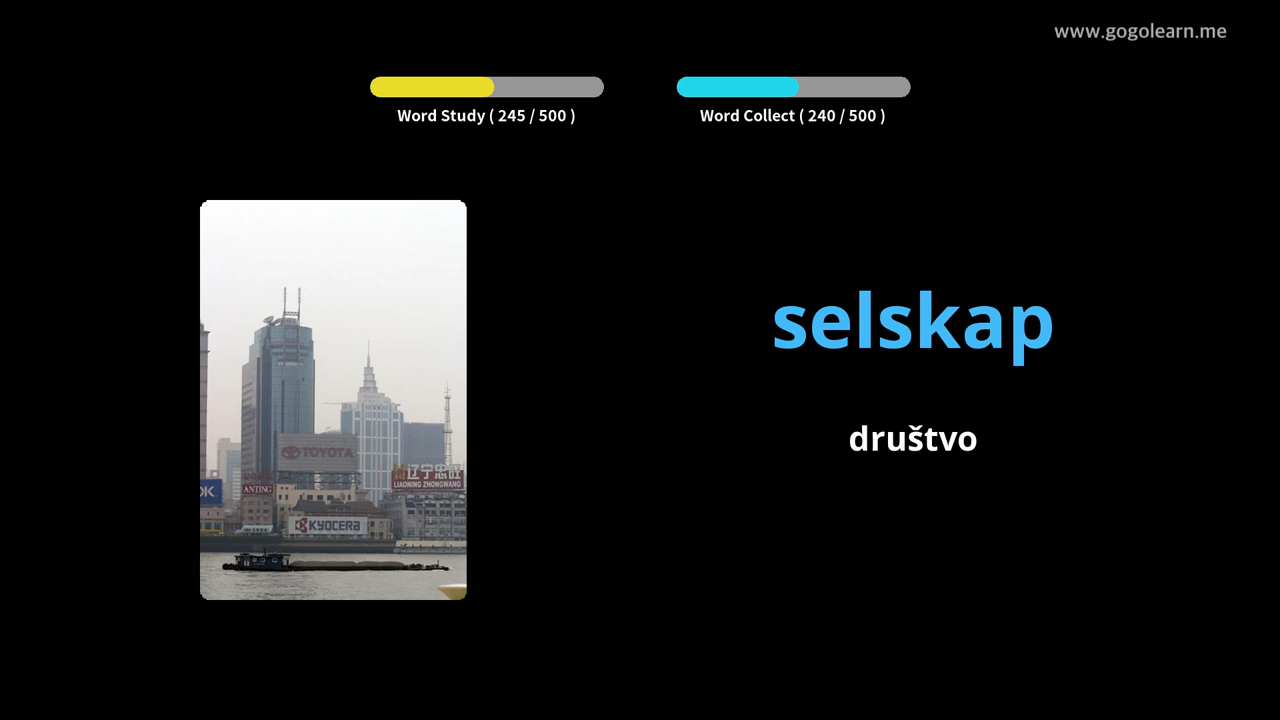 www.gogolearn.me
Word Study ( 245 / 500 )
Word Collect ( 240 / 500 )
selskap
društvo
TOYOTA
ANTING
LIAONING ZHONGWANG
KYOCERA